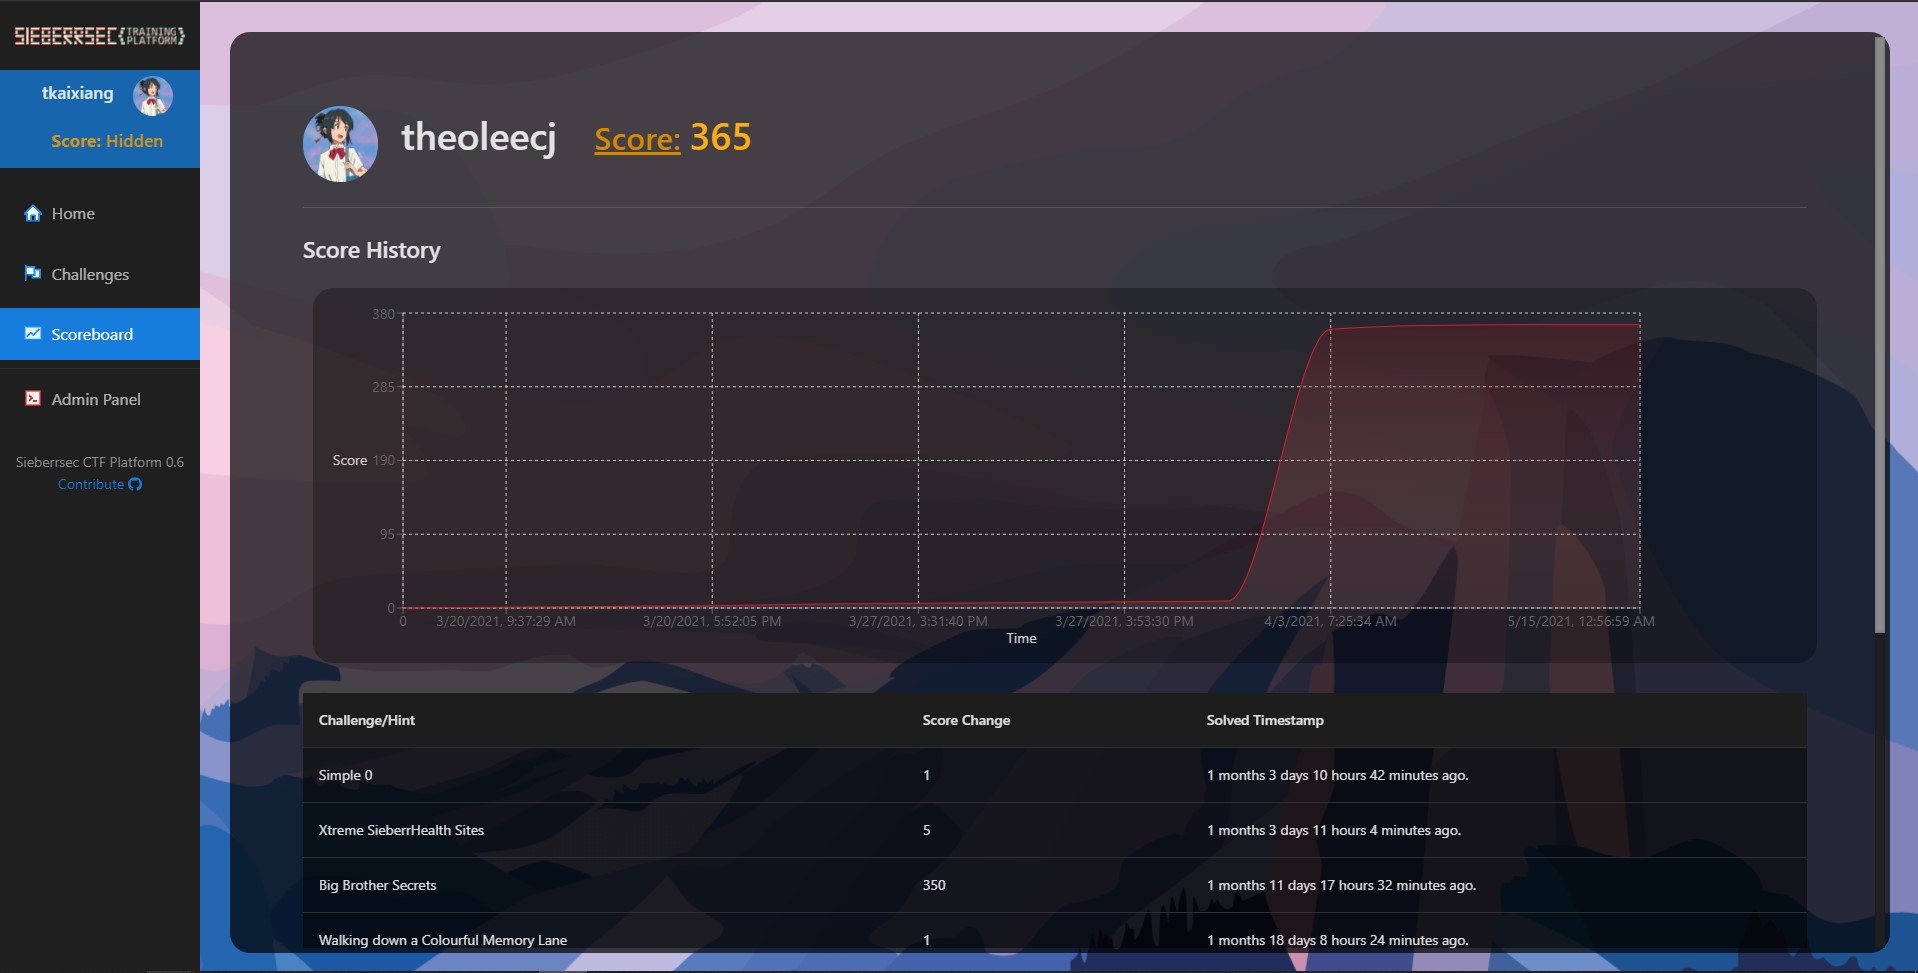 SIEBERRSEC{TRAINING PLATFORM}
tkaixiang
Score: Hidden
Home
Challenges
Scoreboard
Admin Panel
Sieberrsec CTF Platform 0.6
Contribute
theoleecj Score: 365
Score History
380
285
Score 190
95
0
0 3/20/2021, 9:37:29 AM 3/20/2021, 5:52:05 PM 3/27/2021, 3:31:40 PM 3/27/2021, 3:53:30 PM 4/3/2021, 7:25:34 AM 5/15/2021, 12:56:59 AM
Time
Challenge/Hint Score Change Solved Timestamp
Simple 0 1 1 months 3 days 10 hours 42 minutes ago.
Xtreme SieberrHealth Sites 5 1 months 3 days 11 hours 4 minutes ago.
Big Brother Secrets 350 1 months 11 days 17 hours 32 minutes ago.
Walking down a Colourful Memory Lane 1 1 months 18 days 8 hours 24 minutes ago.